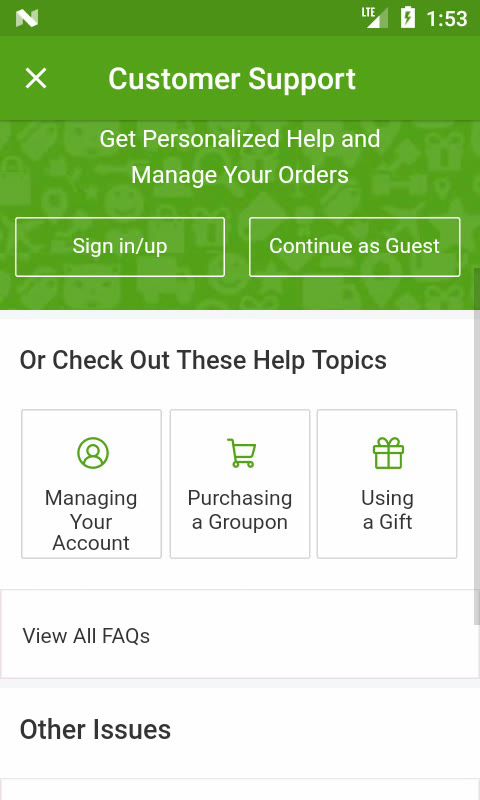 LTE 1:53
Customer Support
Get Personalized Help and
Manage Your Orders
Sign in/up Continue as Guest
Or Check Out These Help Topics
Managing
Your
Account
Purchasing
a Groupon
Using
a Gift
View All FAQs
Other Issues